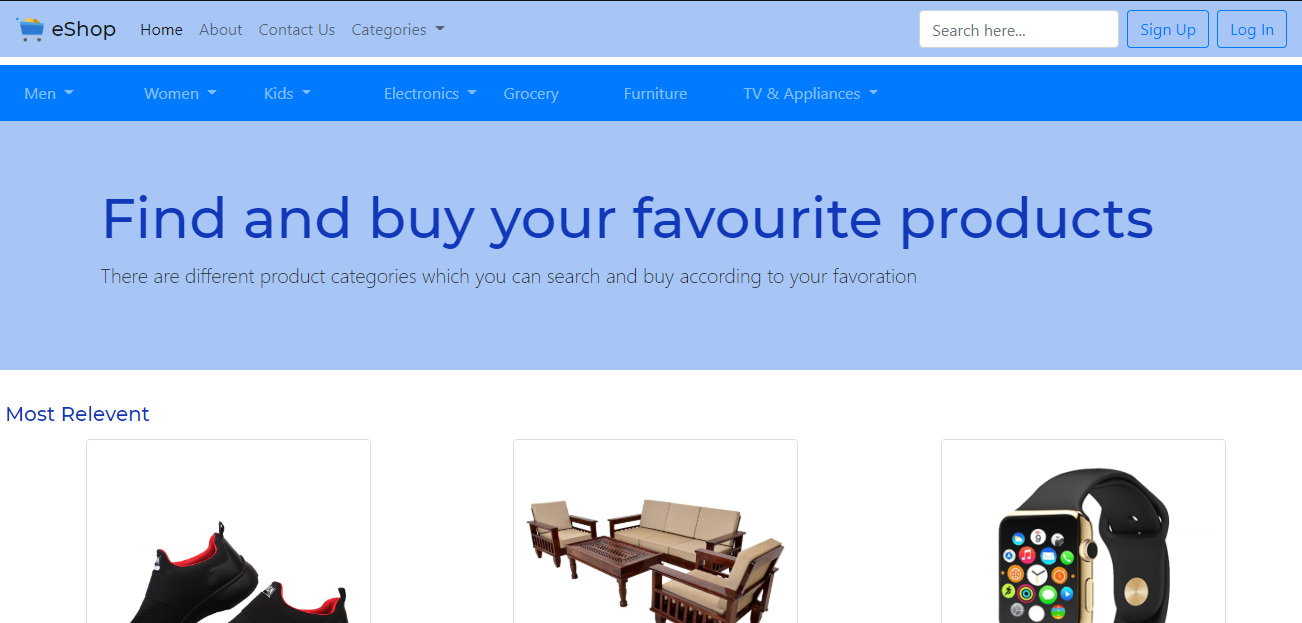 eShop Home About Contact Us Categories Search here... Sign Up Log In
Men Women Kids Electronics Grocery Furniture TV & Appliances
Find and buy your favourite products
There are different product categories which you can search and buy according to your favoration
Most Relevent
9